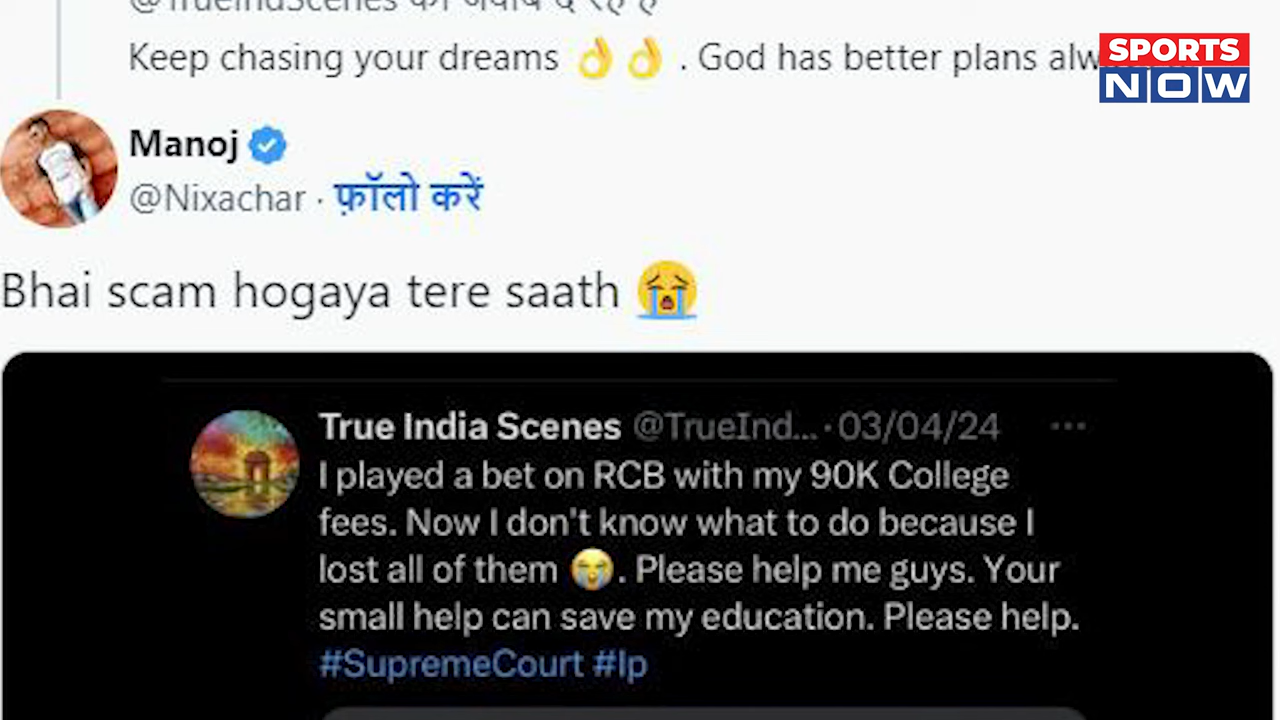 @TrueIndScenes को जवाब दे रहे हैं
Keep chasing your dreams 👌👌 . God has better plans
SPORTS
NOW
Manoj
@Nixachar · फ़ॉलो करें
Bhai scam hogaya tere saath 😭
True India Scenes @TrueInd... · 03/04/24 ...
I played a bet on RCB with my 90K College
fees. Now I don't know what to do because I
lost all of them 😭. Please help me guys. Your
small help can save my education. Please help.
#SupremeCourt #Ip